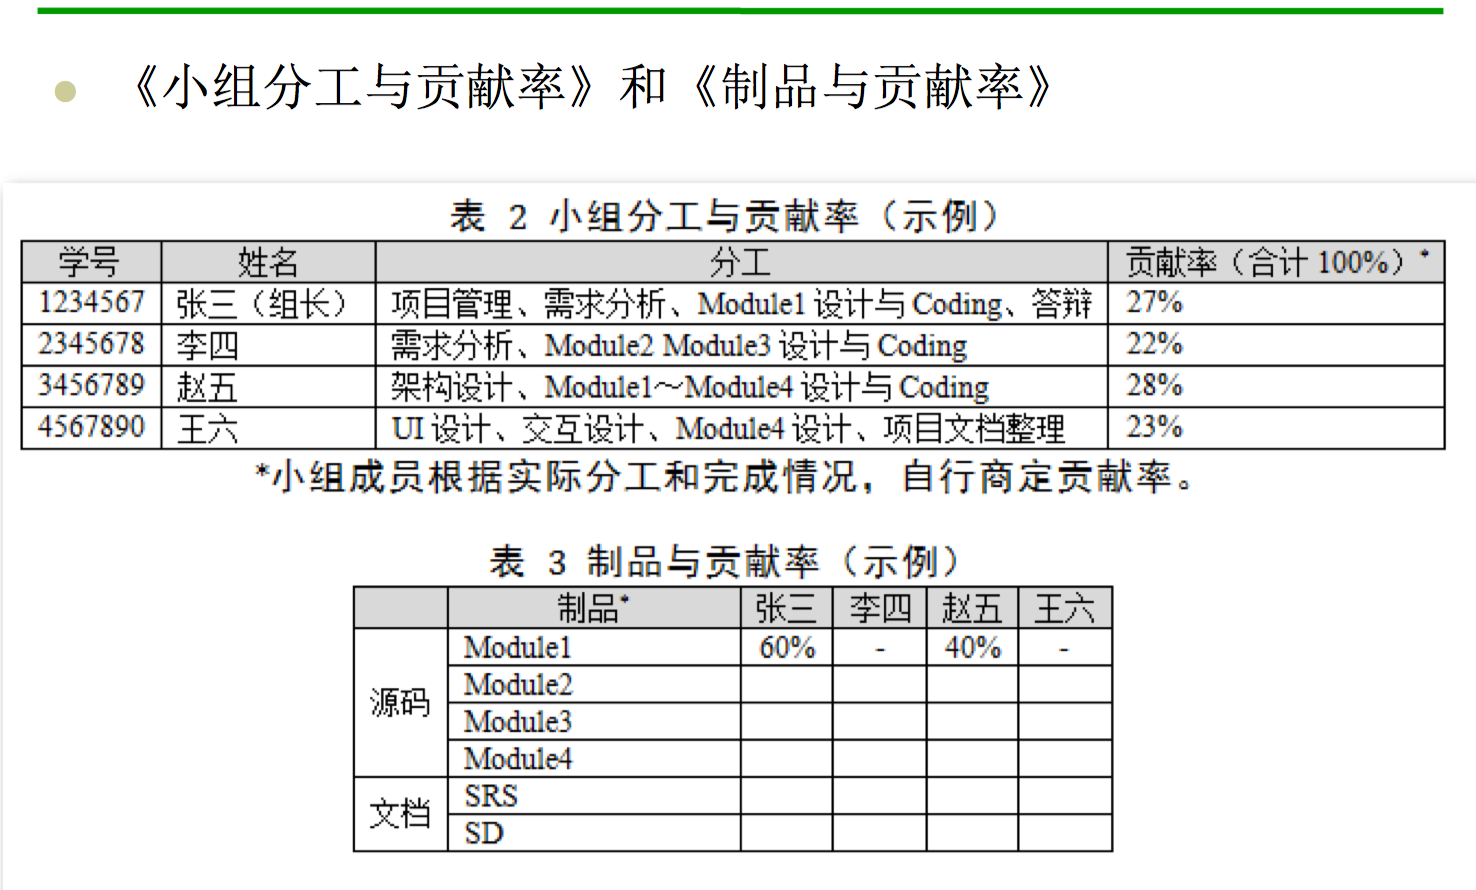 《小组分工与贡献率》和《制品与贡献率》
表 2 小组分工与贡献率（示例）
学号 姓名 分工 贡献率（合计 100%）*
1234567 张三（组长） 项目管理、需求分析、Module1 设计与 Coding、答辩 27%
2345678 李四 需求分析、Module2 Module3 设计与 Coding 22%
3456789 赵五 架构设计、Module1～Module4 设计与 Coding 28%
4567890 王六 UI 设计、交互设计、Module4 设计、项目文档整理 23%
*小组成员根据实际分工和完成情况，自行商定贡献率。
表 3 制品与贡献率（示例）
制品* 张三 李四 赵五 王六
源码
Module1 60% - 40% -
Module2
Module3
Module4
文档
SRS
SD